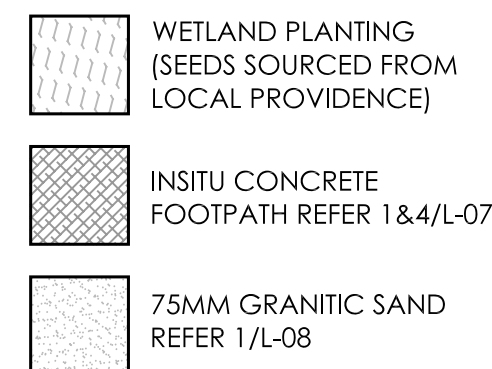 WETLAND PLANTING
(SEEDS SOURCED FROM
LOCAL PROVIDENCE)
INSITU CONCRETE
FOOTPATH REFER 1&4/L-07
75MM GRANITIC SAND
REFER 1/L-08